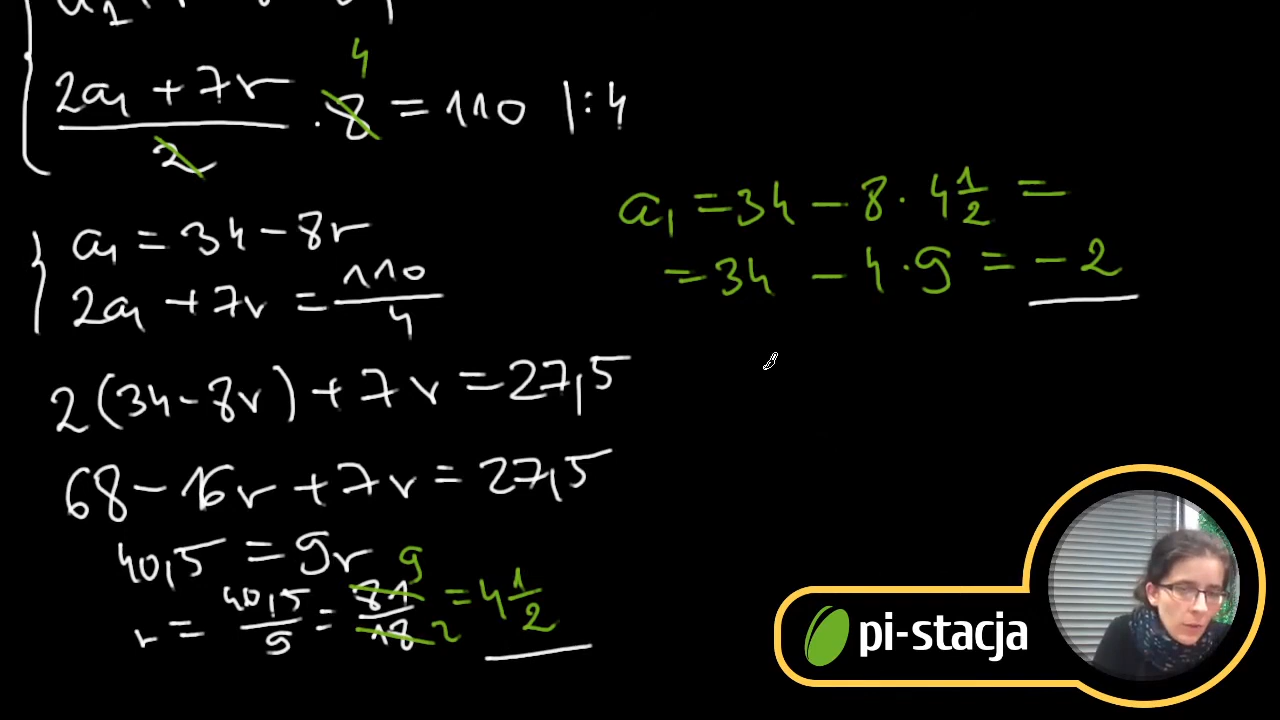 2a₁ + 7r / 2 · 8 4 = 110 |:4
a₁ = 34 - 8r
2a₁ + 7r = 110/4
2(34 - 8r) + 7r = 27,5
68 - 16r + 7r = 27,5
40,5 = 9r
r = 40,5/9 = 81/18 9 2 = 4 1/2
a₁ = 34 - 8 · 4 1/2 =
= 34 - 4 · 9 = -2
pi-stacja